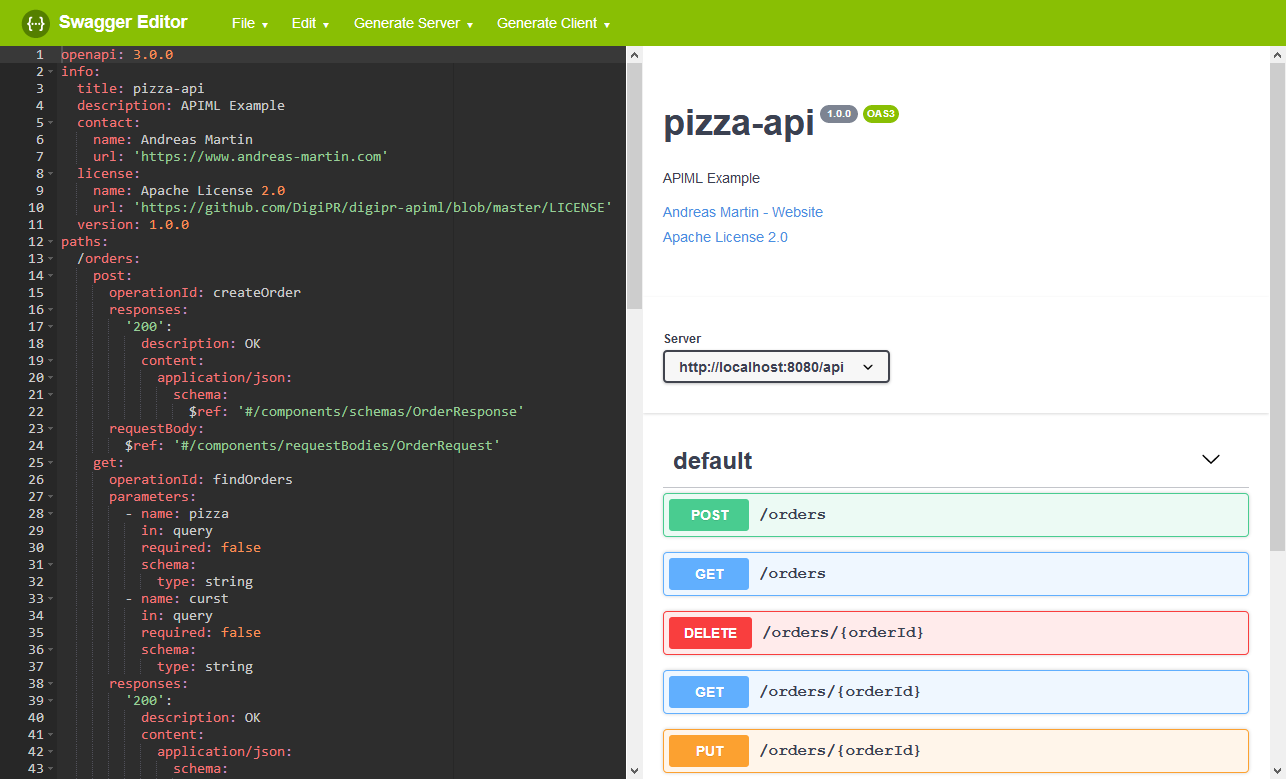 Swagger Editor File Edit Generate Server Generate Client
1 openapi: 3.0.0
2 info:
3 title: pizza-api
4 description: APIML Example
5 contact:
6 name: Andreas Martin
7 url: 'https://www.andreas-martin.com'
8 license:
9 name: Apache License 2.0
10 url: 'https://github.com/DigiPR/digipr-apiml/blob/master/LICENSE'
11 version: 1.0.0
12 paths:
13 /orders:
14 post:
15 operationId: createOrder
16 responses:
17 '200':
18 description: OK
19 content:
20 application/json:
21 schema:
22 $ref: '#/components/schemas/OrderResponse'
23 requestBody:
24 $ref: '#/components/requestBodies/OrderRequest'
25 get:
26 operationId: findOrders
27 parameters:
28 - name: pizza
29 in: query
30 required: false
31 schema:
32 type: string
33 - name: curst
34 in: query
35 required: false
36 schema:
37 type: string
38 responses:
39 '200':
40 description: OK
41 content:
42 application/json:
43 schema:
pizza-api 1.0.0 OAS3
APIML Example
Andreas Martin - Website
Apache License 2.0
Server
http://localhost:8080/api
default
POST /orders
GET /orders
DELETE /orders/{orderId}
GET /orders/{orderId}
PUT /orders/{orderId}